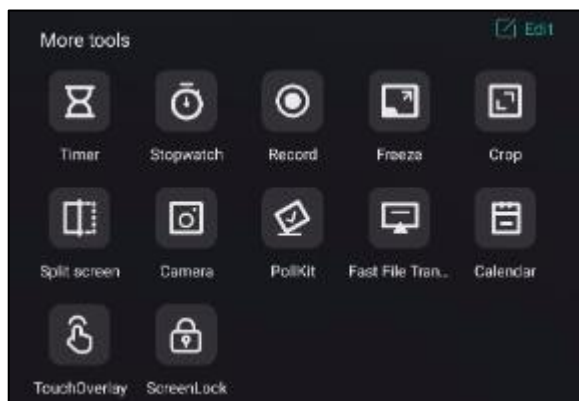 More tools
Edit
Timer Stopwatch Record Freeze Crop
Split screen Camera PollKit Fast File Tran... Calendar
TouchOverlay ScreenLock